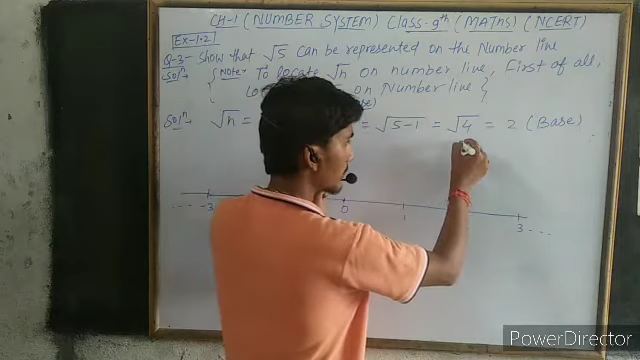 CH-1 (NUMBER SYSTEM) Class-9th (MATHS) (NCERT)
Ex-1.2
Q-3- Show that √5 can be represented on the Number line
Solⁿ- { Note- To locate √n on number line, First of all,
on Number line }
Solⁿ- √n = = √5-1 = √4 = 2 (Base)
... -3 0 1 3 ...
PowerDirector